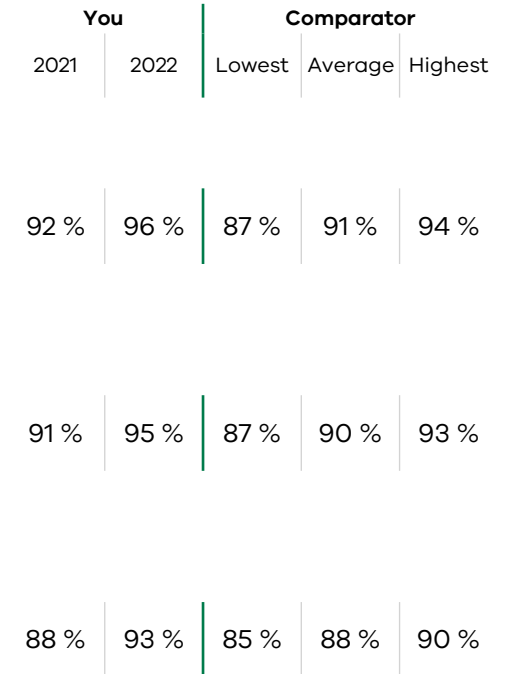 You Comparator
2021 2022 Lowest Average Highest
92 % 96 % 87 % 91 % 94 %
91 % 95 % 87 % 90 % 93 %
88 % 93 % 85 % 88 % 90 %